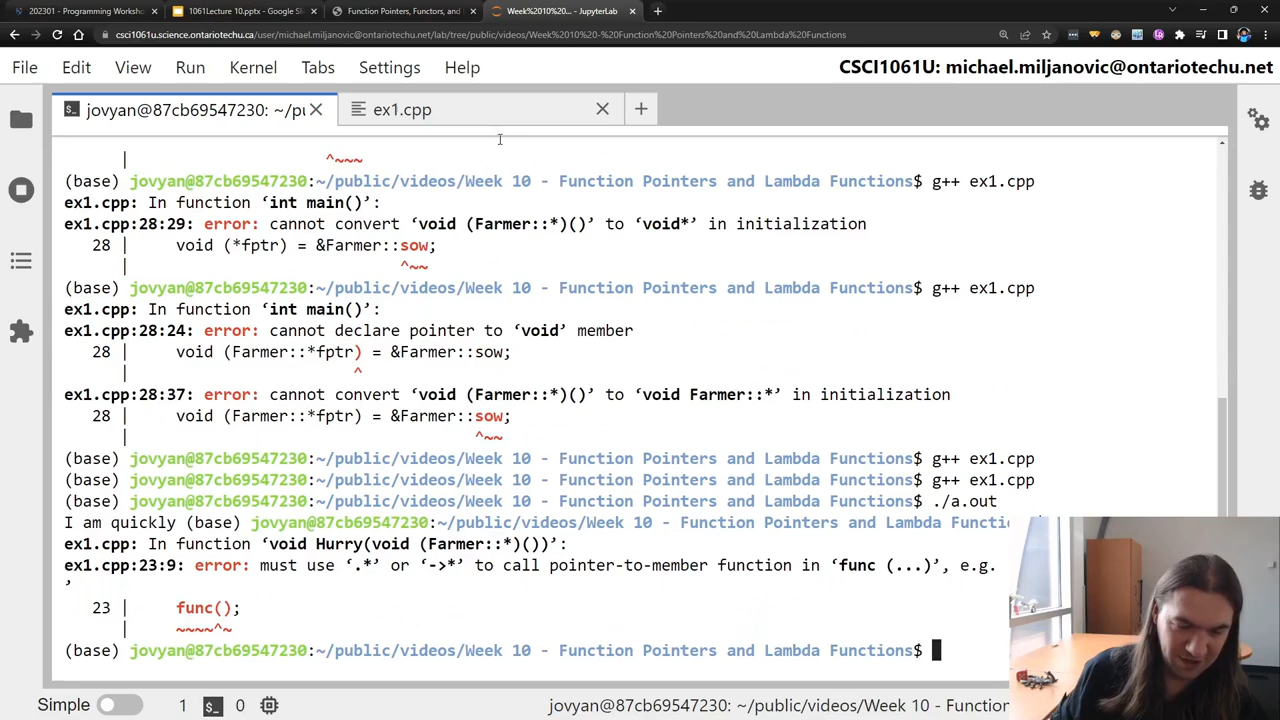 202301 - Programming Worksho
1061Lecture 10.pptx - Google Sli
Function Pointers, Functors, and
Week%2010%20... - JupyterLab
csci1061u.science.ontariotechu.ca/user/michael.miljanovic@ontariotechu.net/lab/tree/public/videos/Week%2010%20-%20Function%20Pointers%20and%20Lambda%20Functions
File Edit View Run Kernel Tabs Settings Help CSCI1061U: michael.miljanovic@ontariotechu.net
jovyan@87cb69547230: ~/pu ex1.cpp
| ^~~~
(base) jovyan@87cb69547230:~/public/videos/Week 10 - Function Pointers and Lambda Functions$ g++ ex1.cpp
ex1.cpp: In function ‘int main()’:
ex1.cpp:28:29: error: cannot convert ‘void (Farmer::*)()’ to ‘void*’ in initialization
28 | void (*fptr) = &Farmer::sow;
| ^~~
(base) jovyan@87cb69547230:~/public/videos/Week 10 - Function Pointers and Lambda Functions$ g++ ex1.cpp
ex1.cpp: In function ‘int main()’:
ex1.cpp:28:24: error: cannot declare pointer to ‘void’ member
28 | void (Farmer::*fptr) = &Farmer::sow;
| ^
ex1.cpp:28:37: error: cannot convert ‘void (Farmer::*)()’ to ‘void Farmer::*’ in initialization
28 | void (Farmer::*fptr) = &Farmer::sow;
| ^~~
(base) jovyan@87cb69547230:~/public/videos/Week 10 - Function Pointers and Lambda Functions$ g++ ex1.cpp
(base) jovyan@87cb69547230:~/public/videos/Week 10 - Function Pointers and Lambda Functions$ g++ ex1.cpp
(base) jovyan@87cb69547230:~/public/videos/Week 10 - Function Pointers and Lambda Functions$ ./a.out
I am quickly (base) jovyan@87cb69547230:~/public/videos/Week 10 - Function Pointers and Lambda Functi
ex1.cpp: In function ‘void Hurry(void (Farmer::*)())’:
ex1.cpp:23:9: error: must use ‘.*’ or ‘->*’ to call pointer-to-member function in ‘func (...)’, e.g.
’
23 | func();
| ~~~~^~
(base) jovyan@87cb69547230:~/public/videos/Week 10 - Function Pointers and Lambda Functions$
Simple 1 0 jovyan@87cb69547230: ~/public/videos/Week 10 - Functio